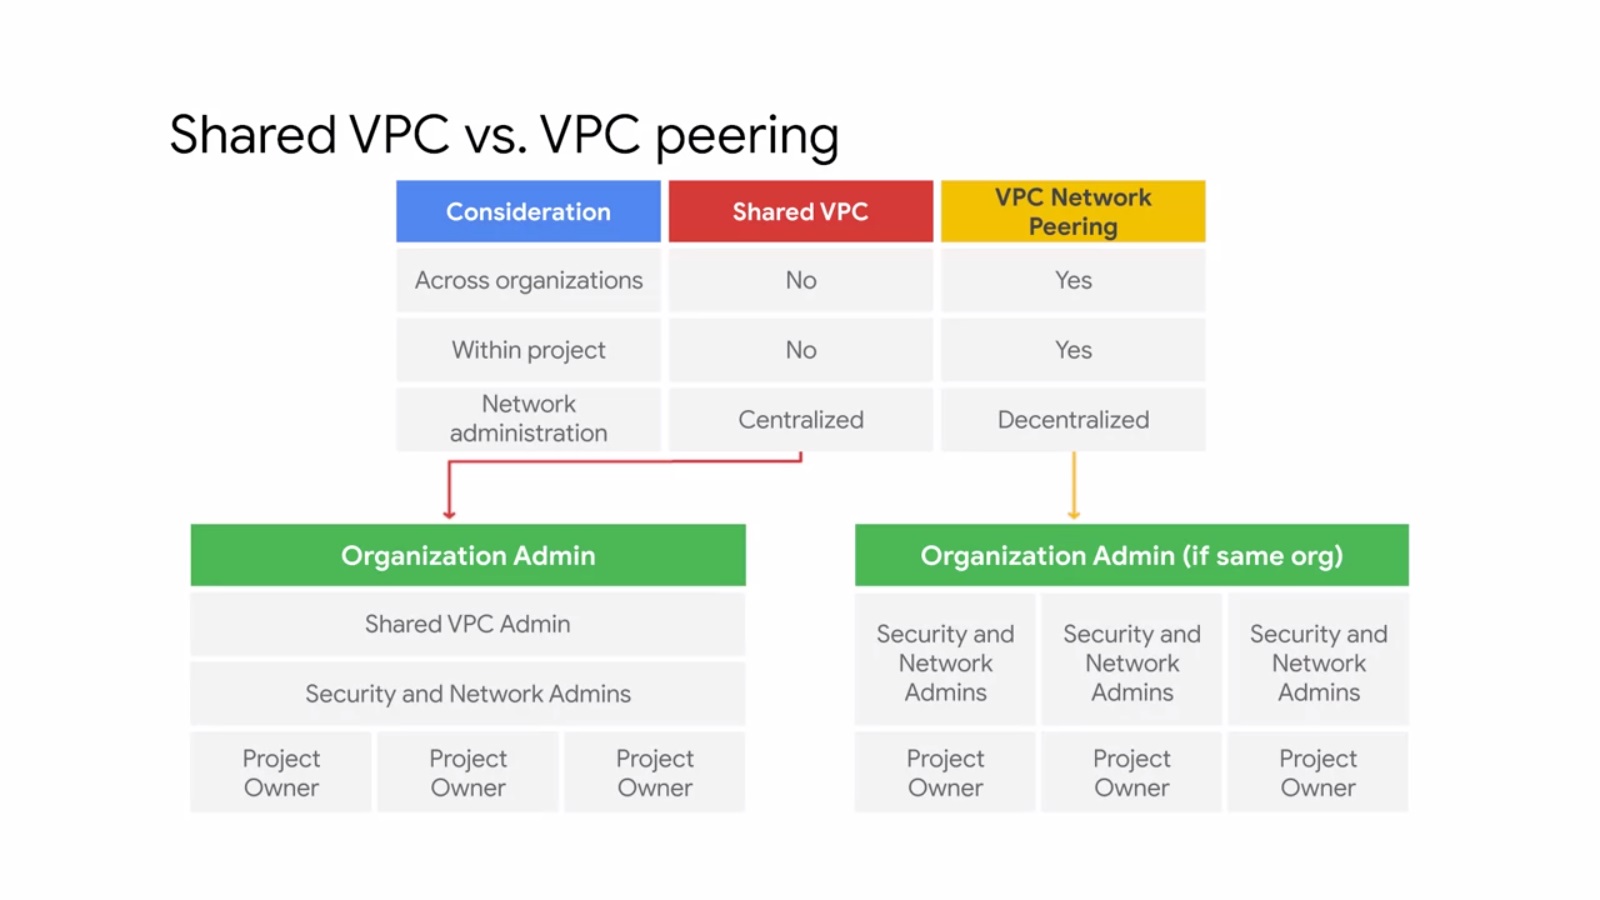 Shared VPC vs. VPC peering
Consideration
Shared VPC
VPC Network
Peering
Across organizations
No
Yes
Within project
No
Yes
Network
administration
Centralized
Decentralized
Organization Admin
Shared VPC Admin
Security and Network Admins
Project
Owner
Project
Owner
Project
Owner
Organization Admin (if same org)
Security and
Network
Admins
Security and
Network
Admins
Security and
Network
Admins
Project
Owner
Project
Owner
Project
Owner